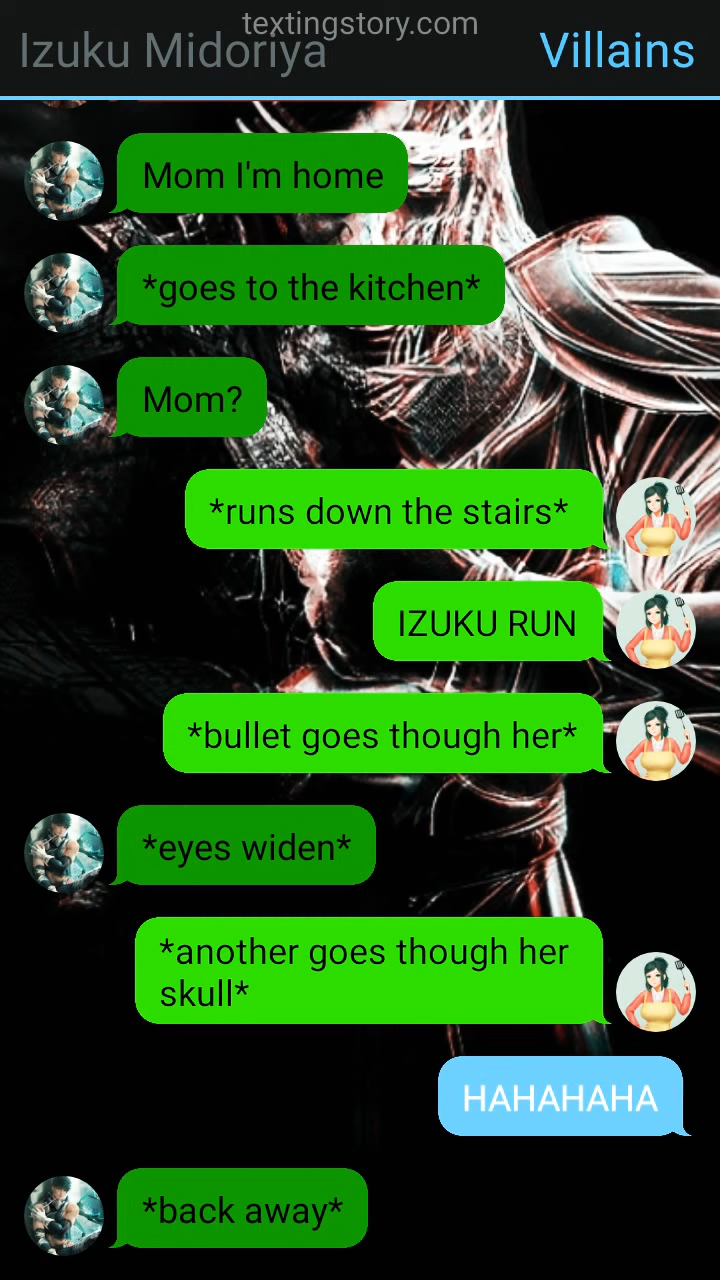 textingstory.com
Izuku Midoriya
Villains
Mom I'm home
*goes to the kitchen*
Mom?
*runs down the stairs*
IZUKU RUN
*bullet goes though her*
*eyes widen*
*another goes though her
skull*
HAHAHAHA
*back away*